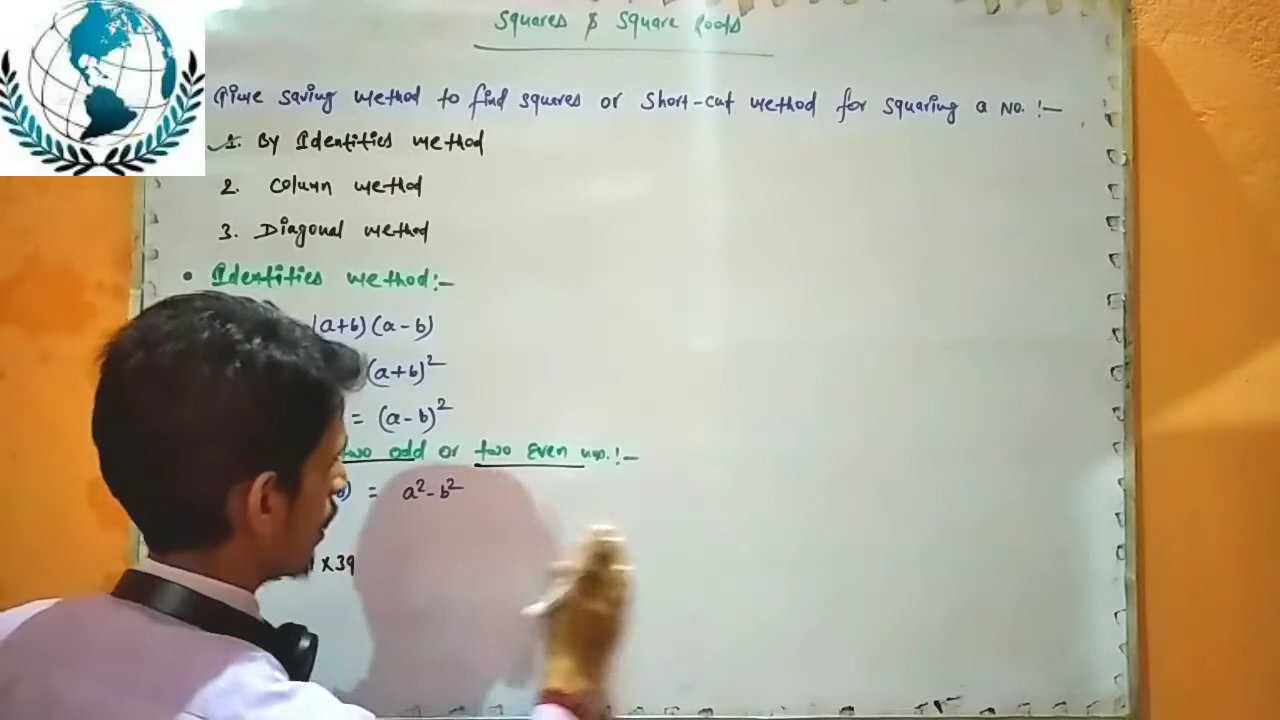 Squares & Square Roots
Time saving method to find squares or Short-cut method for squaring a No. :-
1. By Identities method
2. Column method
3. Diagonal method
• Identities method:-
(a+b) (a-b)
(a+b)²
= (a-b)²
two odd or two Even no.:-
b) = a²-b²
x 39